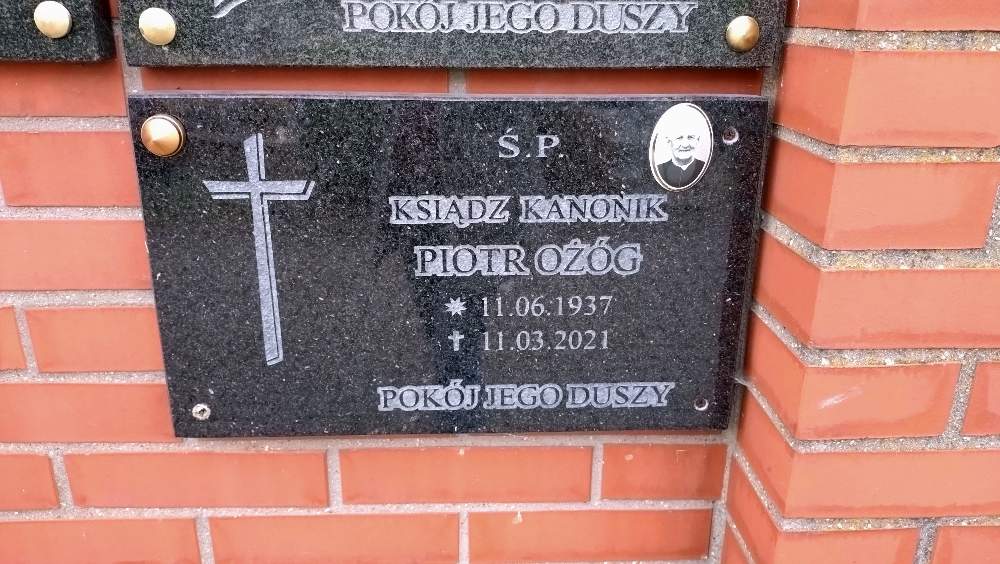 POKÓJ JEGO DUSZY
Ś.P.
KSIĄDZ KANONIK
PIOTR OŻÓG
11.06.1937
11.03.2021
POKÓJ JEGO DUSZY